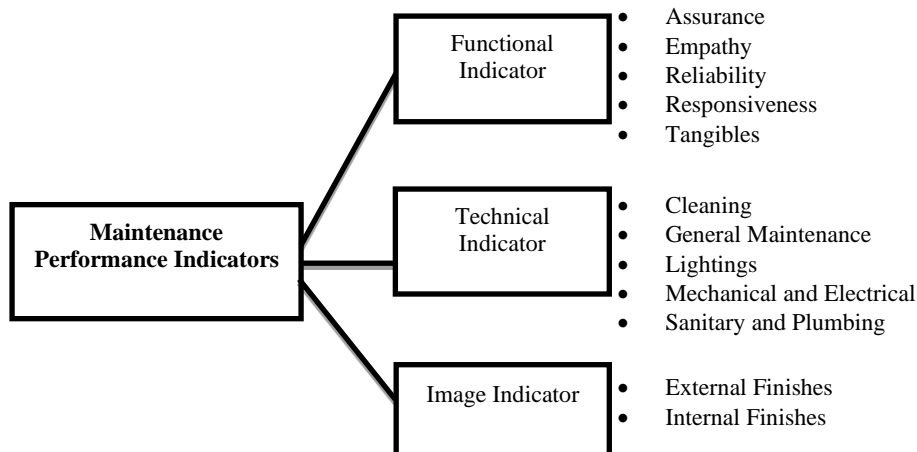 Maintenance
Performance Indicators
Functional
Indicator
• Assurance
• Empathy
• Reliability
• Responsiveness
• Tangibles
Technical
Indicator
• Cleaning
• General Maintenance
• Lightings
• Mechanical and Electrical
• Sanitary and Plumbing
Image Indicator
• External Finishes
• Internal Finishes